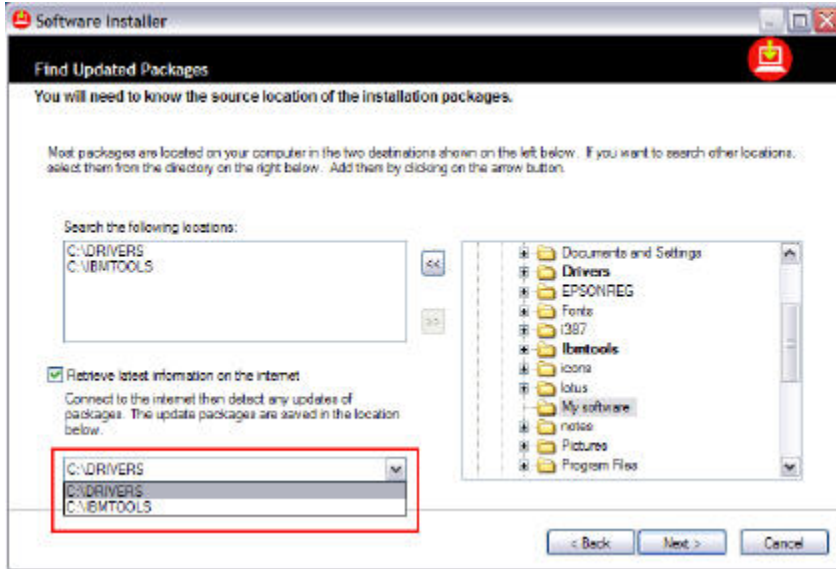 Software Installer
Find Updated Packages
You will need to know the source location of the installation packages.
Most packages are located on your computer in the two destinations shown on the left below. If you want to search other locations,
select them from the directory on the right below. Add them by clicking on the arrow button.
Search the following locations:
C:\DRIVERS
C:\IBMTOOLS
<<
>>
Documents and Settings
Drivers
EPSONREG
Fonts
i387
Ibmtools
icons
lotus
My software
notes
Pictures
Program Files
Retrieve latest information on the internet
Connect to the internet then detect any updates of
packages. The update packages are saved in the location
below.
C:\DRIVERS
C:\DRIVERS
C:\IBMTOOLS
< Back
Next >
Cancel